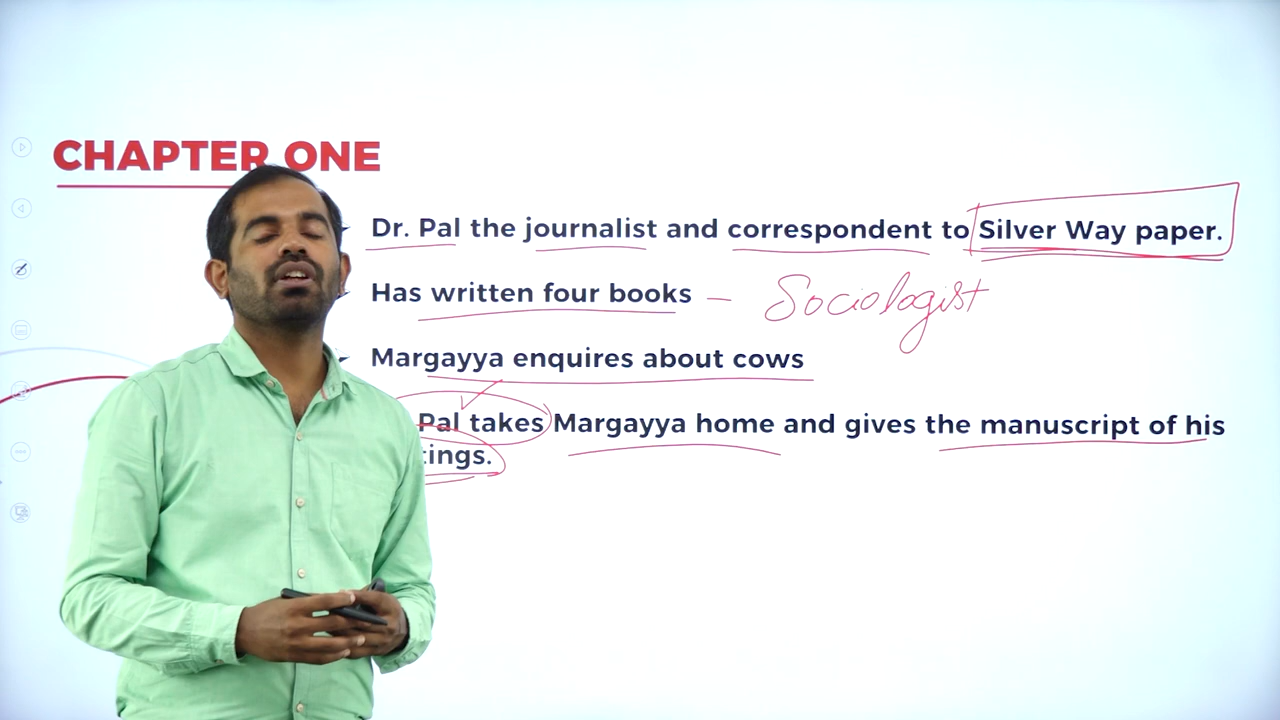 CHAPTER ONE
Dr. Pal the journalist and correspondent to Silver Way paper.
Has written four books – Sociologist
Margayya enquires about cows
Pal takes Margayya home and gives the manuscript of his
tings.